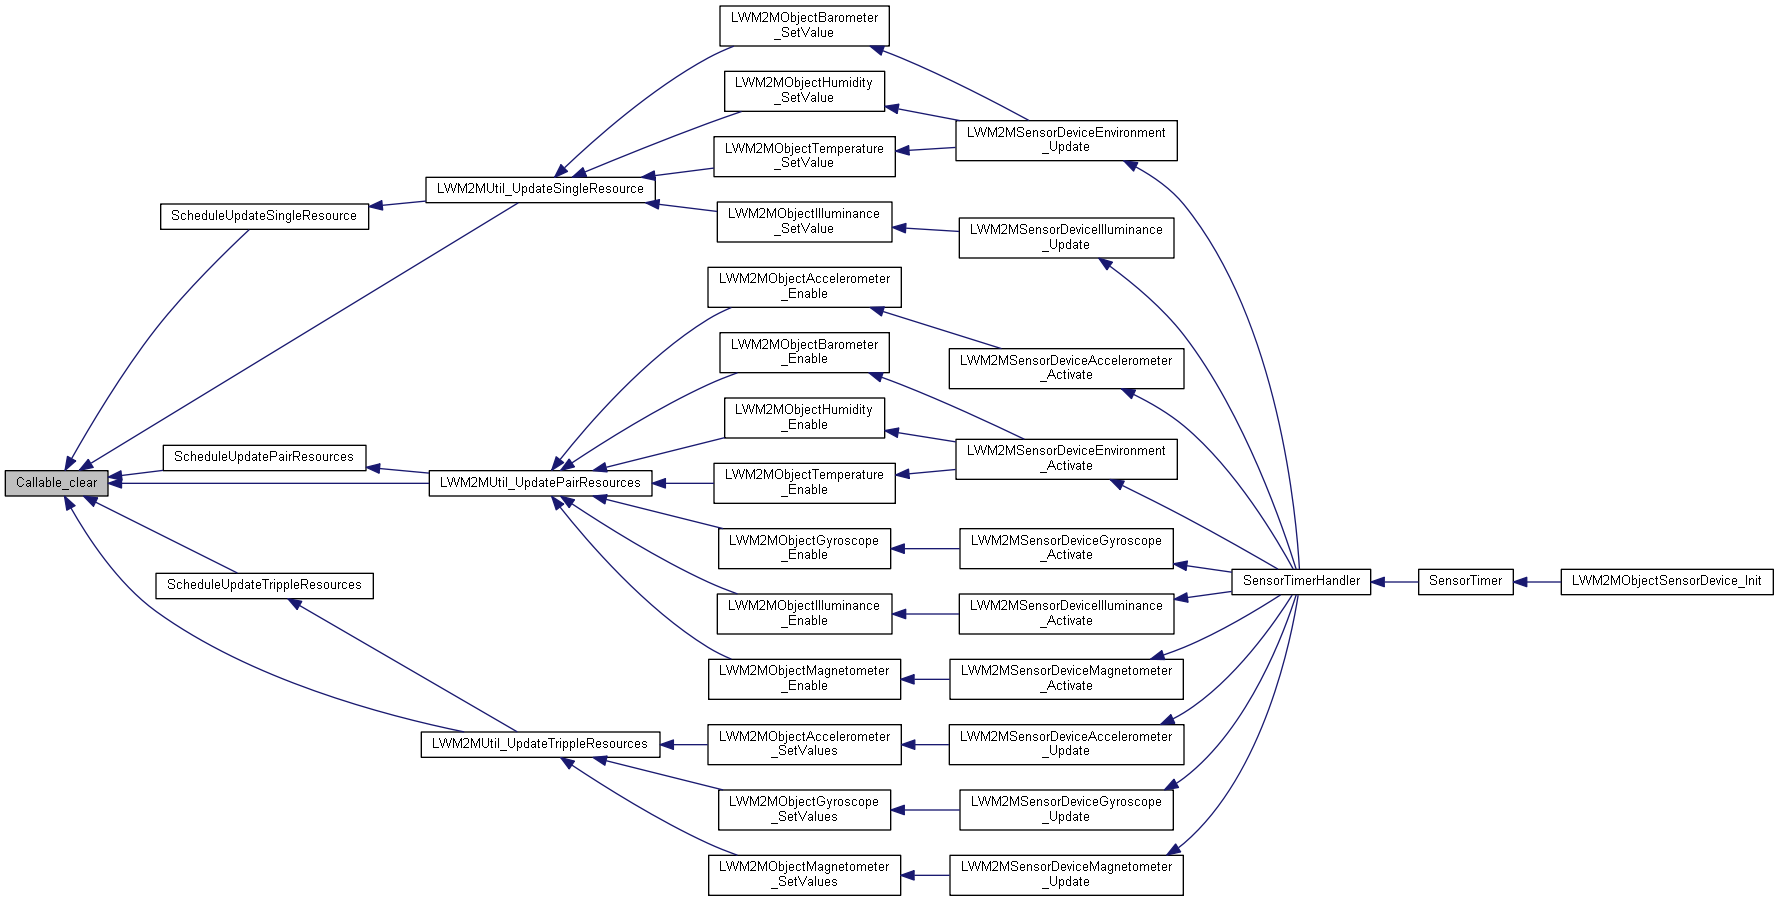 LWM2MObjectBarometer
_SetValue
LWM2MObjectHumidity
_SetValue
LWM2MSensorDeviceEnvironment
_Update
LWM2MObjectTemperature
_SetValue
LWM2MUtil_UpdateSingleResource
ScheduleUpdateSingleResource
LWM2MObjectIlluminance
_SetValue
LWM2MSensorDeviceIlluminance
_Update
LWM2MObjectAccelerometer
_Enable
LWM2MObjectBarometer
_Enable
LWM2MSensorDeviceAccelerometer
_Activate
LWM2MObjectHumidity
_Enable
LWM2MSensorDeviceEnvironment
_Activate
ScheduleUpdatePairResources
Callable_clear
LWM2MUtil_UpdatePairResources
LWM2MObjectTemperature
_Enable
LWM2MObjectGyroscope
_Enable
LWM2MSensorDeviceGyroscope
_Activate
ScheduleUpdateTrippleResources
SensorTimerHandler
SensorTimer
LWM2MObjectSensorDevice_Init
LWM2MObjectIlluminance
_Enable
LWM2MSensorDeviceIlluminance
_Activate
LWM2MObjectMagnetometer
_Enable
LWM2MSensorDeviceMagnetometer
_Activate
LWM2MUtil_UpdateTrippleResources
LWM2MObjectAccelerometer
_SetValues
LWM2MSensorDeviceAccelerometer
_Update
LWM2MObjectGyroscope
_SetValues
LWM2MSensorDeviceGyroscope
_Update
LWM2MObjectMagnetometer
_SetValues
LWM2MSensorDeviceMagnetometer
_Update